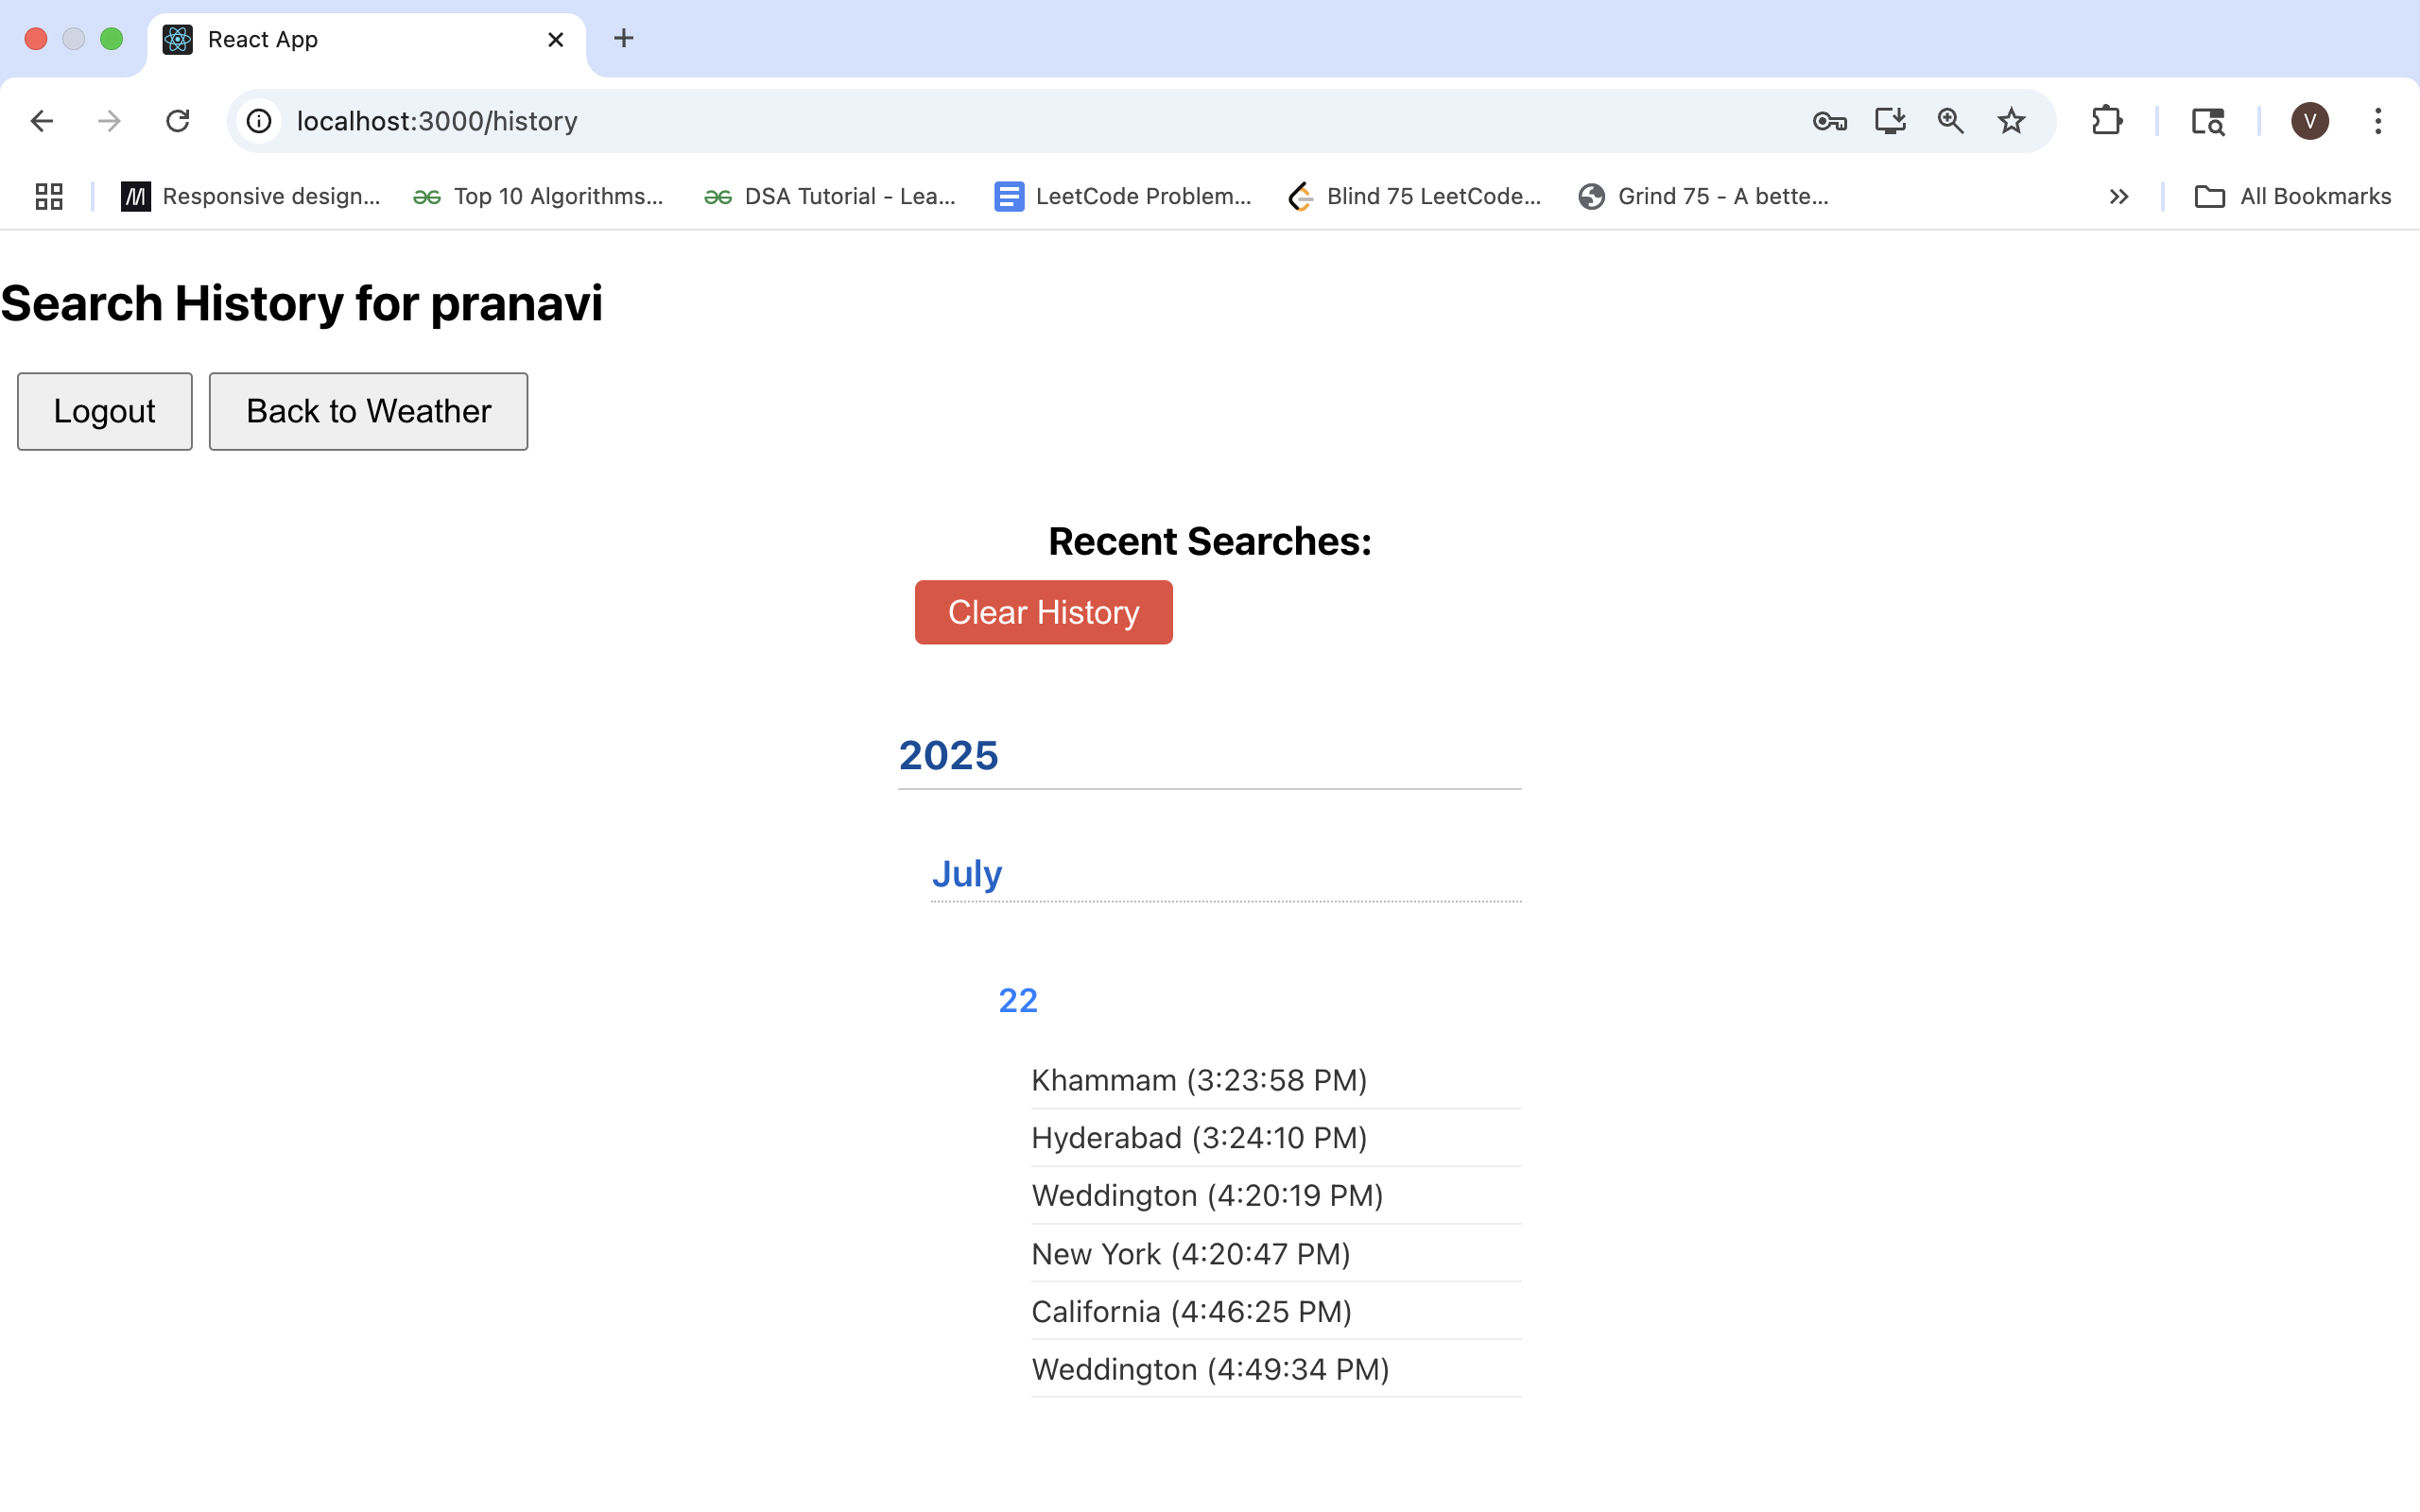 React App
localhost:3000/history
V
Responsive design...
Top 10 Algorithms...
DSA Tutorial - Lea...
LeetCode Problem...
Blind 75 LeetCode...
Grind 75 - A bette...
All Bookmarks
Search History for pranavi
Logout
Back to Weather
Recent Searches:
Clear History
2025
July
22
Khammam (3:23:58 PM)
Hyderabad (3:24:10 PM)
Weddington (4:20:19 PM)
New York (4:20:47 PM)
California (4:46:25 PM)
Weddington (4:49:34 PM)